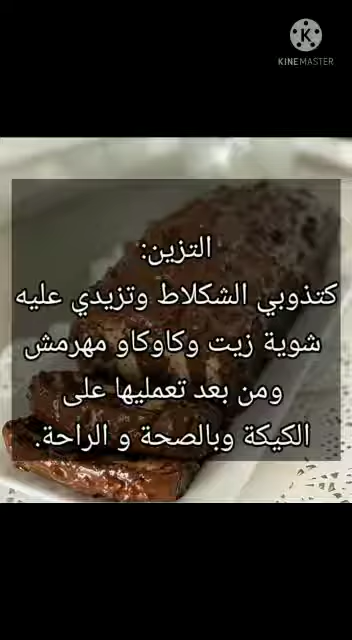 KINEMASTER
التزين:
كتذوبي الشكلاط وتزيدي عليه
شوية زيت وكاوكاو مهرمش
ومن بعد تعمليها على
الكيكة وبالصحة و الراحة.